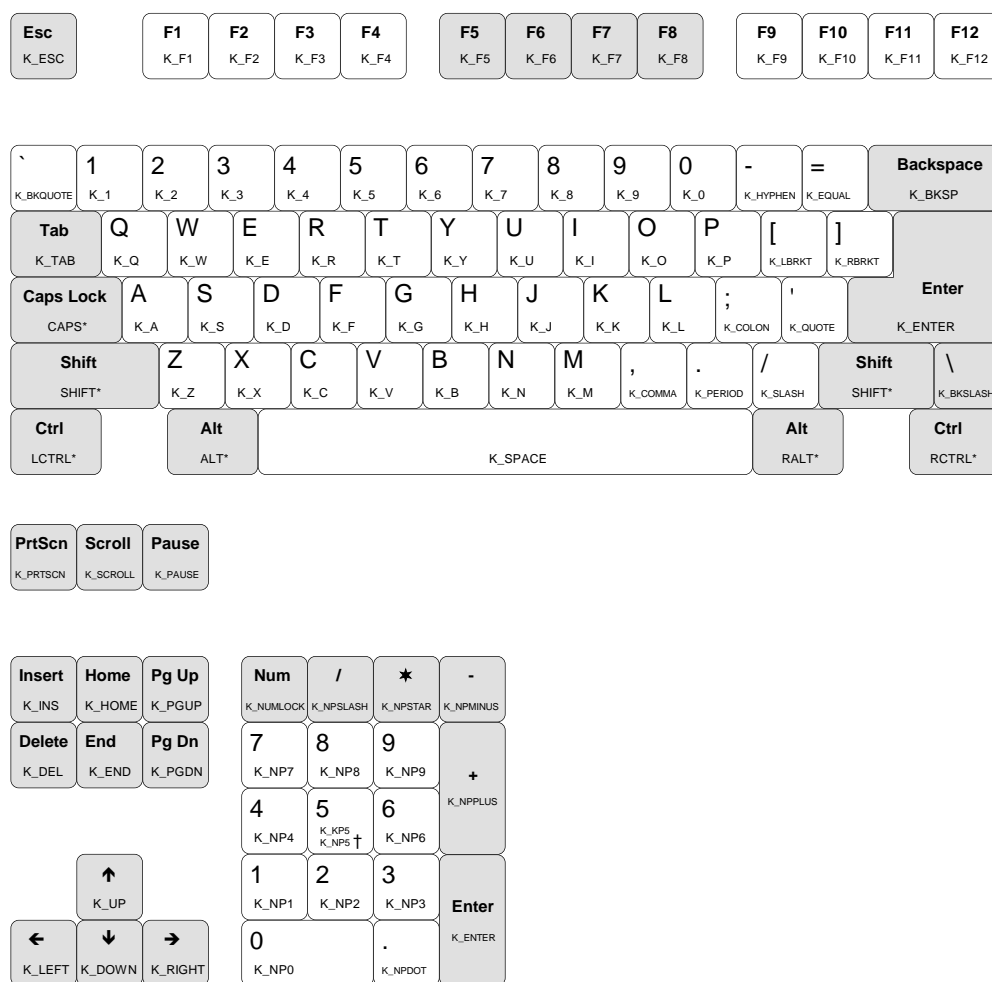 Esc F1 F2 F3 F4 F5 F6 F7 F8 F9 F10 F11 F12
K_ESC K_F1 K_F2 K_F3 K_F4 K_F5 K_F6 K_F7 K_F8 K_F9 K_F10 K_F11 K_F12
` 1 2 3 4 5 6 7 8 9 0 - = Backspace
K_BKQUOTE K_1 K_2 K_3 K_4 K_5 K_6 K_7 K_8 K_9 K_0 K_HYPHEN K_EQUAL K_BKSP
Tab Q W E R T Y U I O P [ ]
K_TAB K_Q K_W K_E K_R K_T K_Y K_U K_I K_O K_P K_LBRKT K_RBRKT
Caps Lock A S D F G H J K L ; ' Enter
CAPS* K_A K_S K_D K_F K_G K_H K_J K_K K_L K_COLON K_QUOTE K_ENTER
Shift Z X C V B N M , . / Shift \
SHIFT* K_Z K_X K_C K_V K_B K_N K_M K_COMMA K_PERIOD K_SLASH SHIFT* K_BKSLASH
Ctrl Alt Alt Ctrl
LCTRL* ALT* K_SPACE RALT* RCTRL*
PrtScn Scroll Pause
K_PRTSCN K_SCROLL K_PAUSE
Insert Home Pg Up Num / ✶ -
K_INS K_HOME K_PGUP K_NUMLOCK K_NPSLASH K_NPSTAR K_NPMINUS
Delete End Pg Dn 7 8 9
K_DEL K_END K_PGDN K_NP7 K_NP8 K_NP9 +
K_NPPLUS
4 5 6
K_NP4 K_KP5 K_NP6
K_NP5 †
↑ 1 2 3
K_UP K_NP1 K_NP2 K_NP3 Enter
← ↓ → 0 . K_ENTER
K_LEFT K_DOWN K_RIGHT K_NP0 K_NPDOT